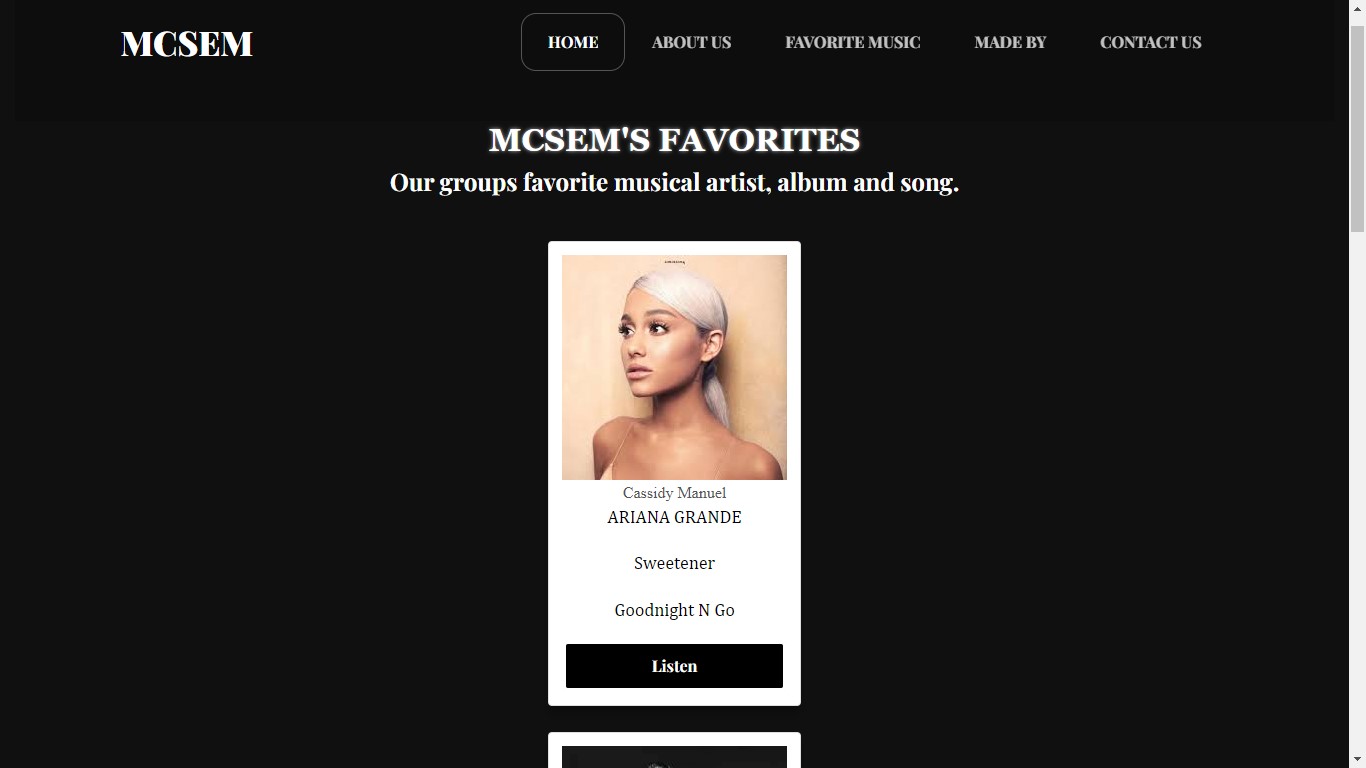 MCSEM
HOME ABOUT US FAVORITE MUSIC MADE BY CONTACT US
MCSEM'S FAVORITES
Our groups favorite musical artist, album and song.
Cassidy Manuel
ARIANA GRANDE
Sweetener
Goodnight N Go
Listen